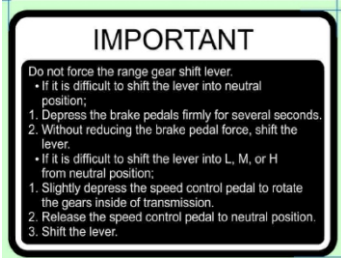 IMPORTANT
Do not force the range gear shift lever.
• If it is difficult to shift the lever into neutral
position;
1. Depress the brake pedals firmly for several seconds.
2. Without reducing the brake pedal force, shift the
lever.
• If it is difficult to shift the lever into L, M, or H
from neutral position;
1. Slightly depress the speed control pedal to rotate
the gears inside of transmission.
2. Release the speed control pedal to neutral position.
3. Shift the lever.